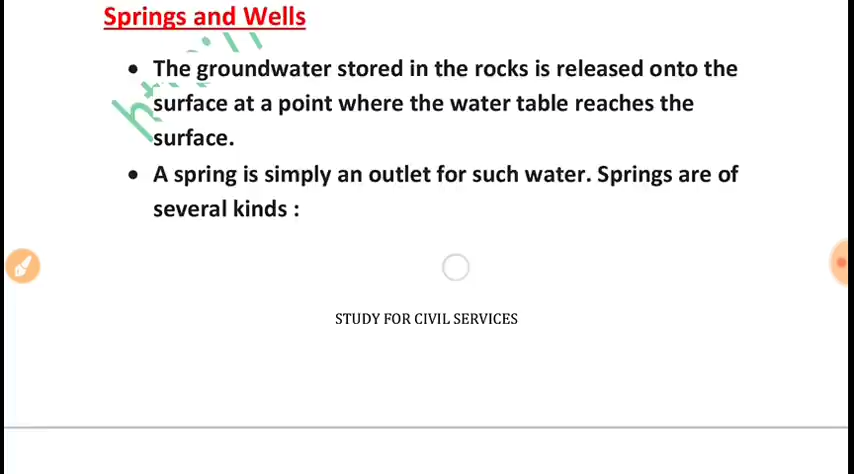 Springs and Wells
• The groundwater stored in the rocks is released onto the
surface at a point where the water table reaches the
surface.
• A spring is simply an outlet for such water. Springs are of
several kinds :
STUDY FOR CIVIL SERVICES